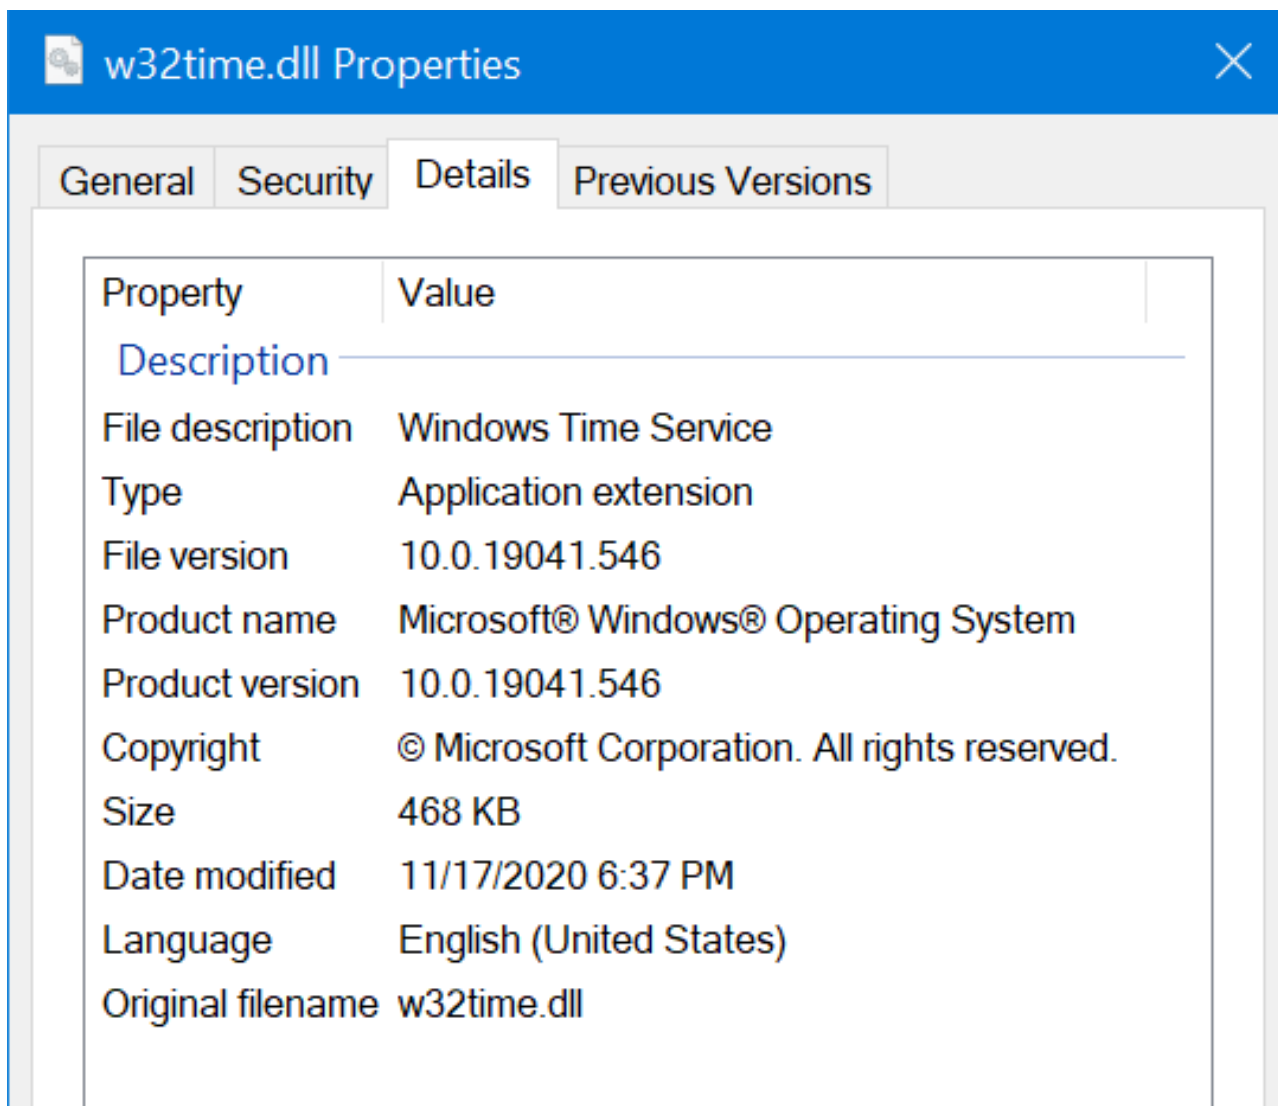 w32time.dll Properties
General Security Details Previous Versions
Property Value
Description
File description Windows Time Service
Type Application extension
File version 10.0.19041.546
Product name Microsoft® Windows® Operating System
Product version 10.0.19041.546
Copyright © Microsoft Corporation. All rights reserved.
Size 468 KB
Date modified 11/17/2020 6:37 PM
Language English (United States)
Original filename w32time.dll